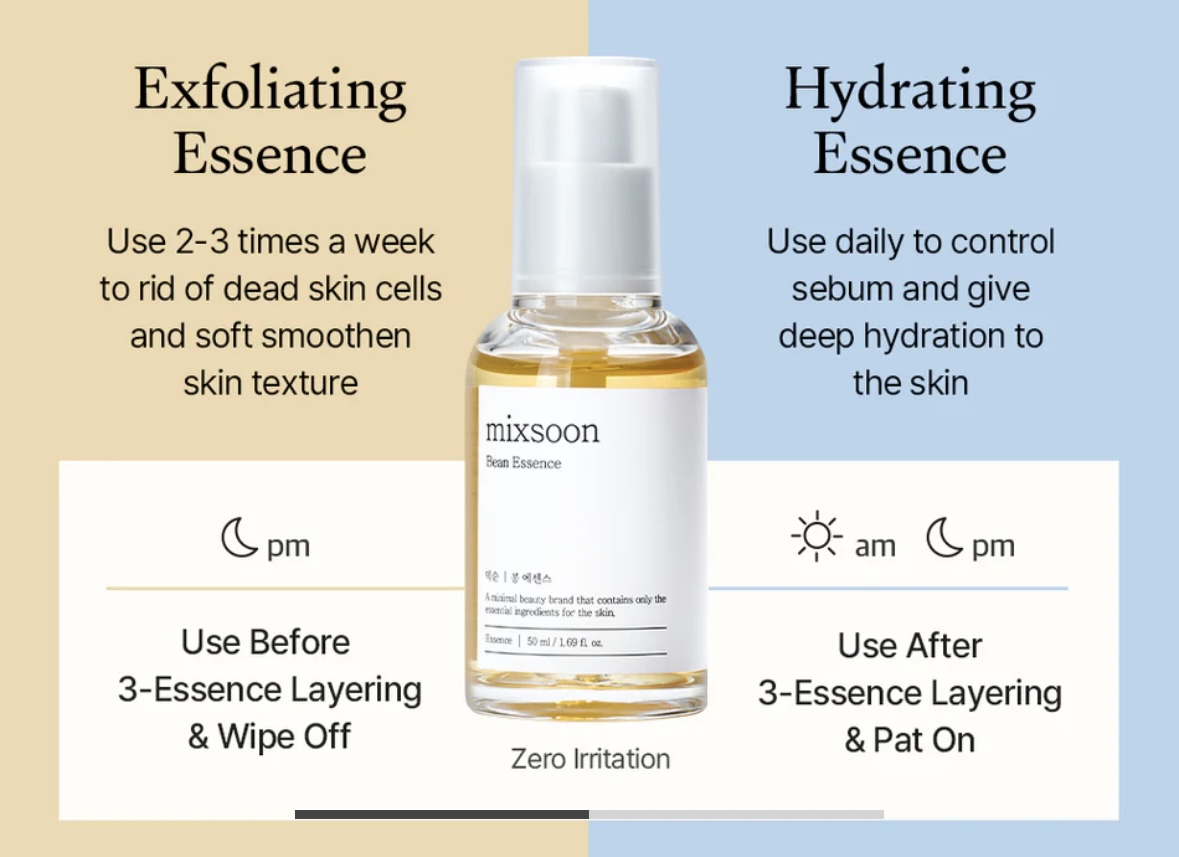 Exfoliating
Essence
Use 2-3 times a week
to rid of dead skin cells
and soft smoothen
skin texture
pm
Use Before
3-Essence Layering
& Wipe Off
mixsoon
Bean Essence
믹순 | 콩 에센스
A minimal beauty brand that contains only the
essential ingredients for the skin.
Essence | 50 ml / 1.69 fl. oz.
Zero Irritation
Hydrating
Essence
Use daily to control
sebum and give
deep hydration to
the skin
am pm
Use After
3-Essence Layering
& Pat On